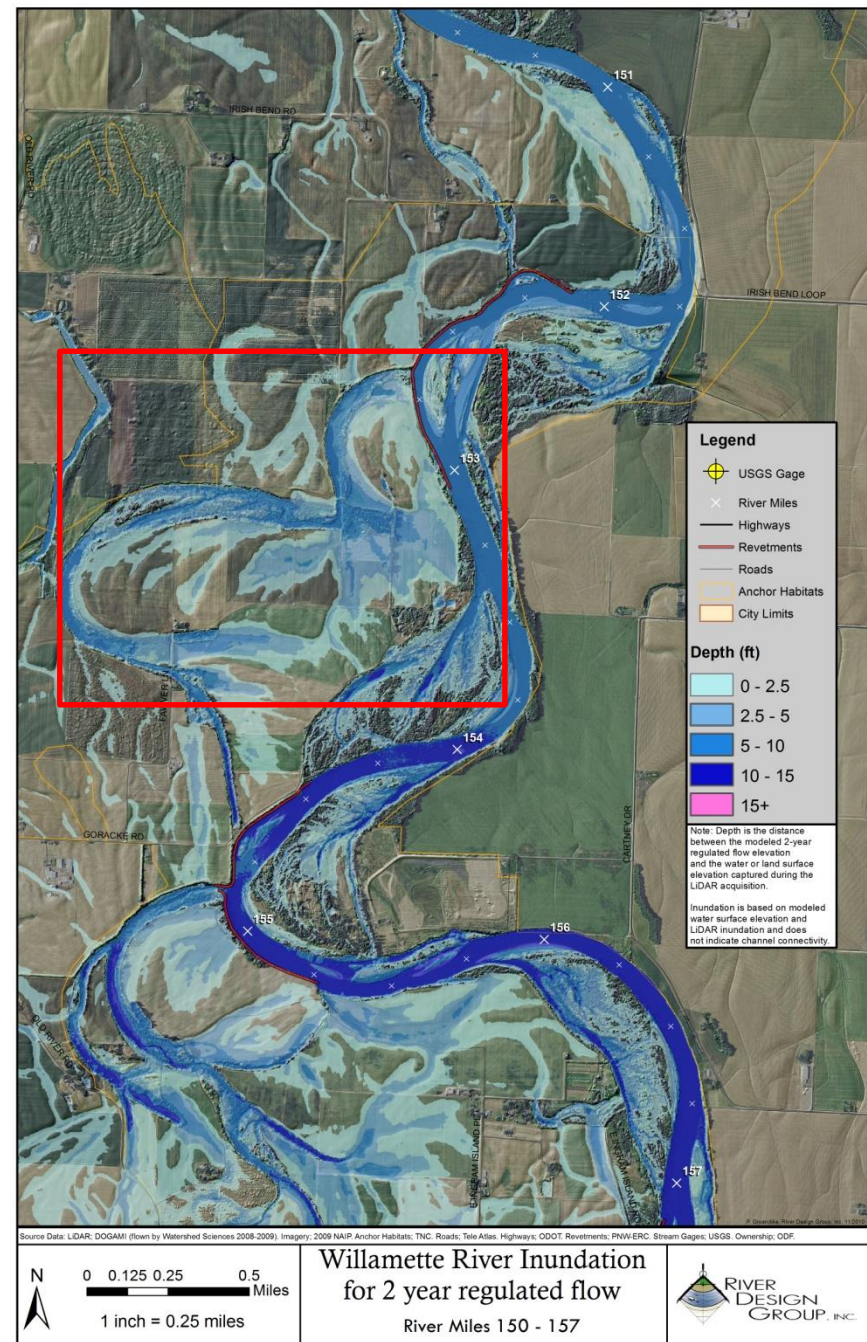 151
IRISH BEND RD
152
IRISH BEND LOOP
153
154
GORACKE RD
CARTNEY DR
155
156
OLD RIVER RD
157
Legend
USGS Gage
River Miles
Highways
Revetments
Roads
Anchor Habitats
City Limits
Depth (ft)
0 - 2.5
2.5 - 5
5 - 10
10 - 15
15+
Note: Depth is the distance
between the modeled 2-year
regulated flow elevation
and the water or land surface
elevation captured during the
LiDAR acquisition.
Inundation is based on modeled
water surface elevation and
LiDAR inundation and does
not indicate channel connectivity.
Source Data: LiDAR; DOGAMI (flown by Watershed Sciences 2008-2009). Imagery; 2009 NAIP. Anchor Habitats; TNC. Roads; Tele Atlas. Highways; ODOT. Revetments; PNW-ERC. Stream Gages; USGS. Ownership; ODF.
N
0 0.125 0.25 0.5
Miles
1 inch = 0.25 miles
Willamette River Inundation
for 2 year regulated flow
River Miles 150 - 157
RIVER
DESIGN
GROUP, INC.